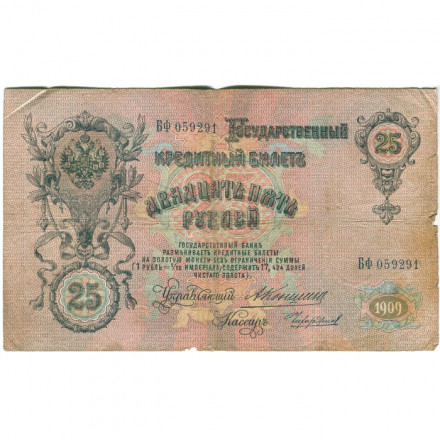 БФ 059291
Государственный
25
Кредитный Билетъ
Двадцать пять
рублей
Государственный Банкъ
размѣниваетъ кредитные билеты
на золотую монету безъ ограниченія суммы
(1 рубль = 1/15 имперіала, содержитъ 17,424 долей
чистаго золота).
БФ 059291
25
Управляющій
Кассиръ
1909